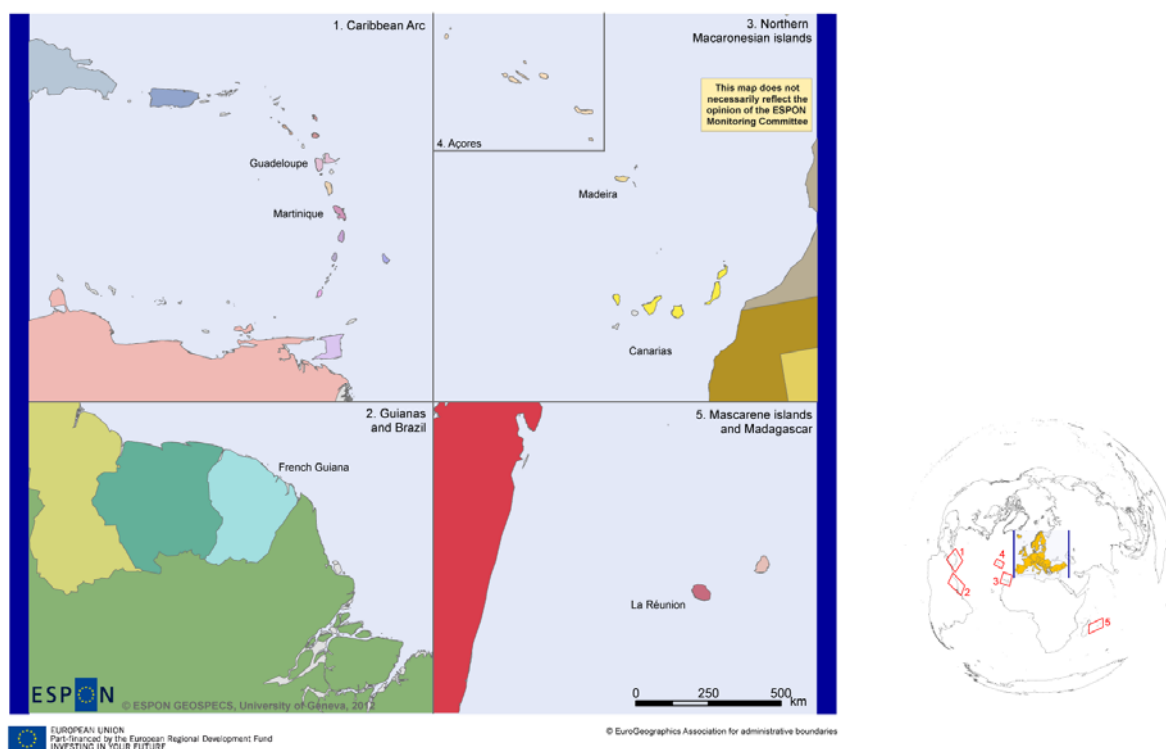 1. Caribbean Arc
Guadeloupe
Martinique
3. Northern
Macaronesian islands
This map does not
necessarily reflect the
opinion of the ESPON
Monitoring Committee
4. Açores
Madeira
Canarias
2. Guianas
and Brazil
French Guiana
5. Mascarene islands
and Madagascar
La Réunion
0 250 500
km
ESPON
© ESPON GEOSPECS, University of Geneva, 2012
EUROPEAN UNION
Part-financed by the European Regional Development Fund
INVESTING IN YOUR FUTURE
© EuroGeographics Association for administrative boundaries
1
2
4
3
5